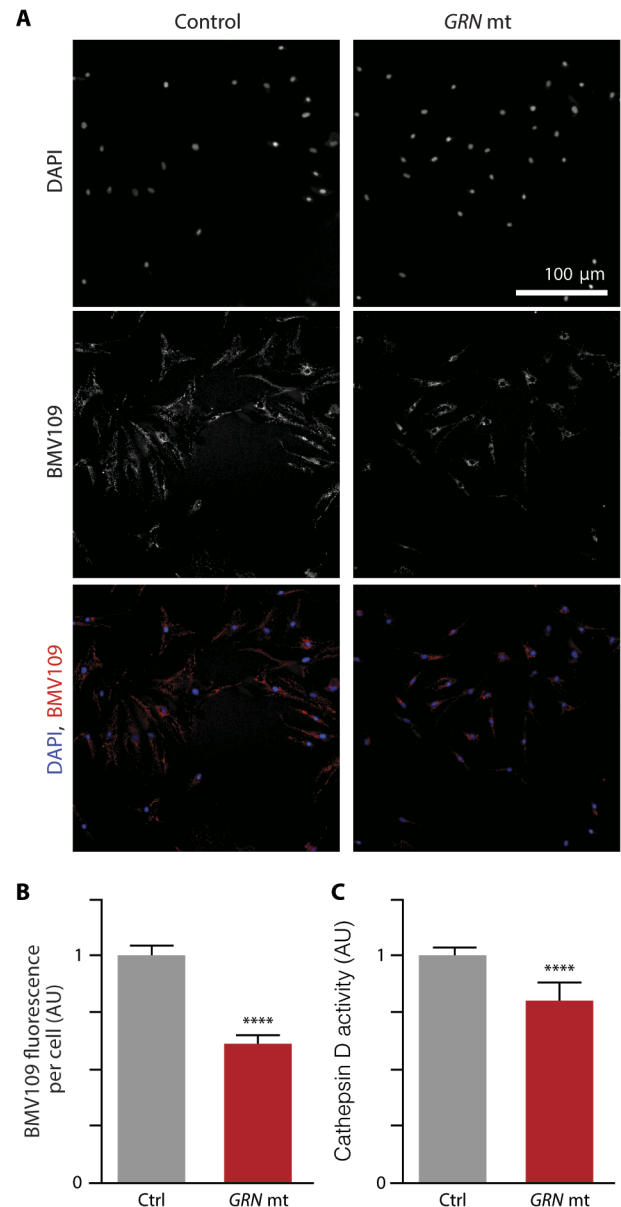 A
Control
GRN mt
DAPI
100 µm
BMV109
DAPI, BMV109
B
BMV109 fluorescence
per cell (AU)
1
0
****
Ctrl
GRN mt
C
Cathepsin D activity (AU)
1
0
****
Ctrl
GRN mt